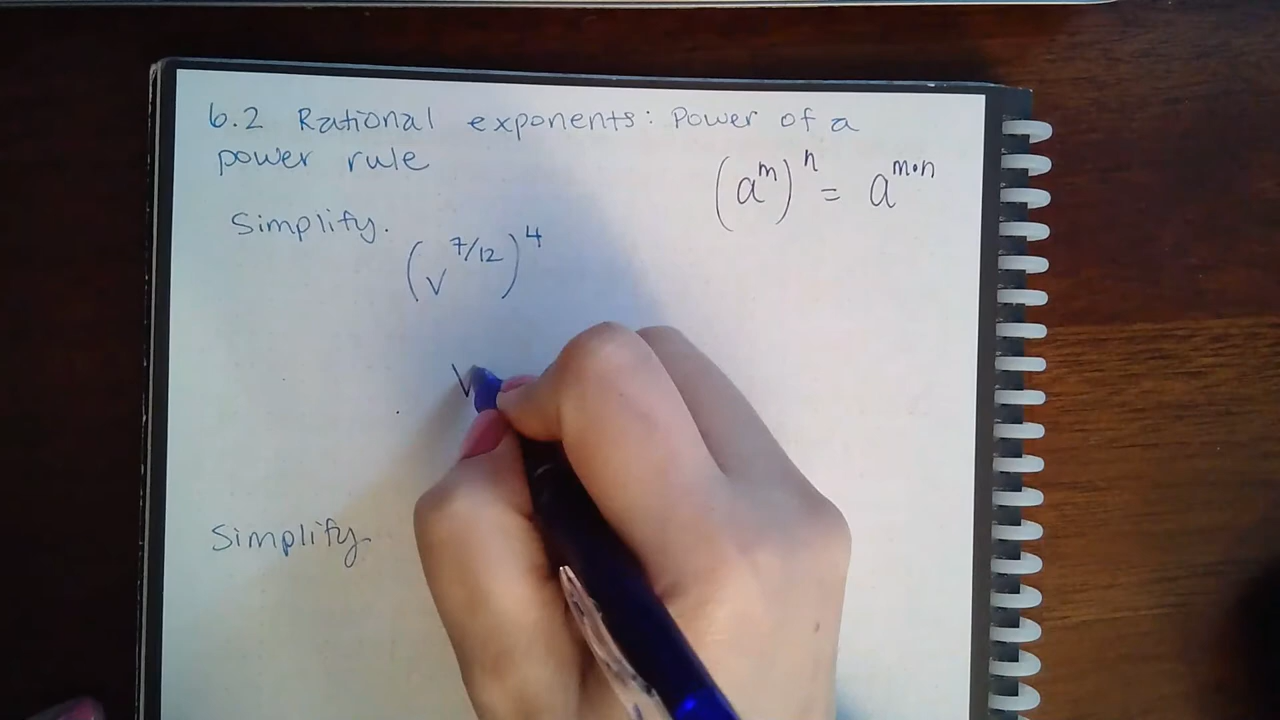 6.2 Rational exponents: Power of a
power rule
(a^m)^n = a^{m•n}
Simplify.
(v^{7/12})^4
v
Simplify.